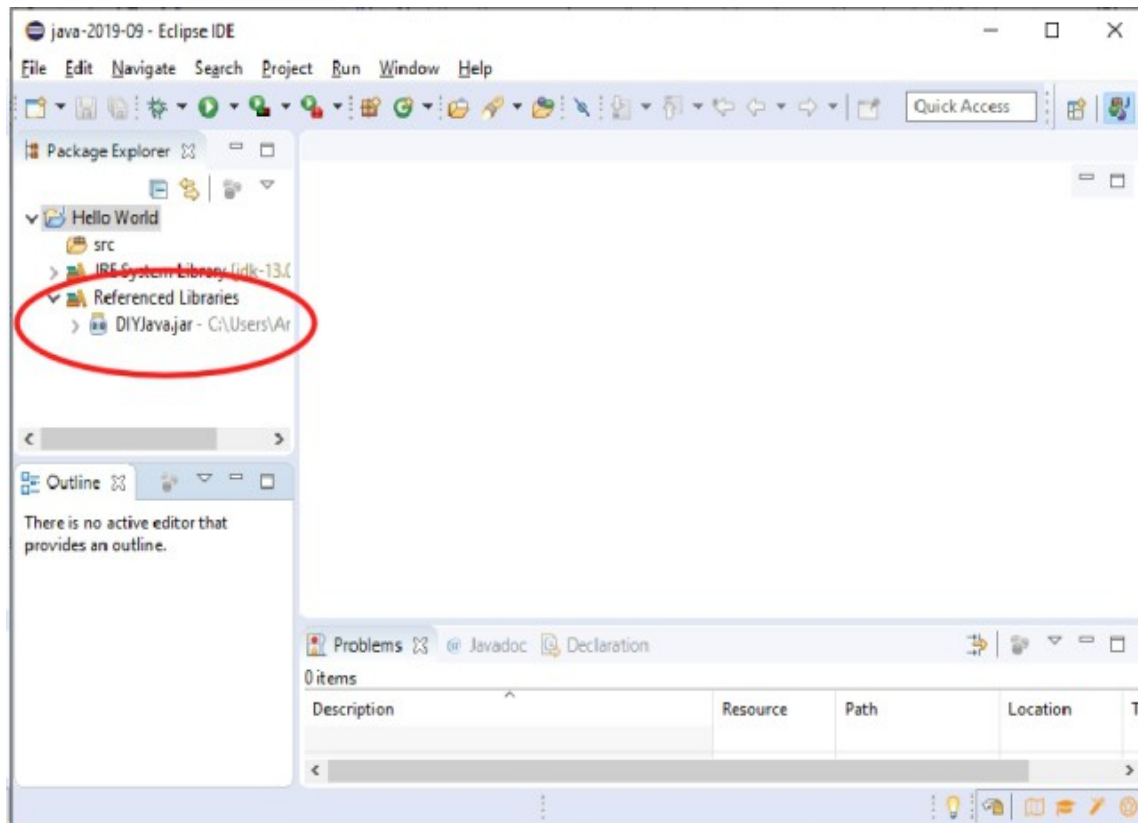 java-2019-09 - Eclipse IDE
File Edit Navigate Search Project Run Window Help
Quick Access
Package Explorer
Hello World
src
JRE System Library [jdk-13.0
Referenced Libraries
DIYJava.jar - C:\Users\Ar
Outline
There is no active editor that
provides an outline.
Problems @ Javadoc Declaration
0 items
Description Resource Path Location T